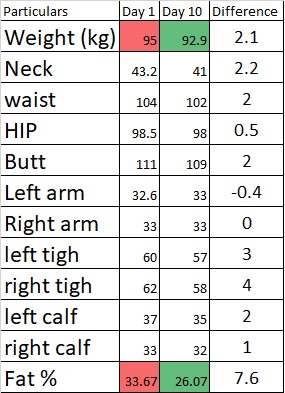 Particulars Day 1 Day 10 Difference
Weight (kg) 95 92.9 2.1
Neck 43.2 41 2.2
waist 104 102 2
HIP 98.5 98 0.5
Butt 111 109 2
Left arm 32.6 33 -0.4
Right arm 33 33 0
left tigh 60 57 3
right tigh 62 58 4
left calf 37 35 2
right calf 33 32 1
Fat % 33.67 26.07 7.6